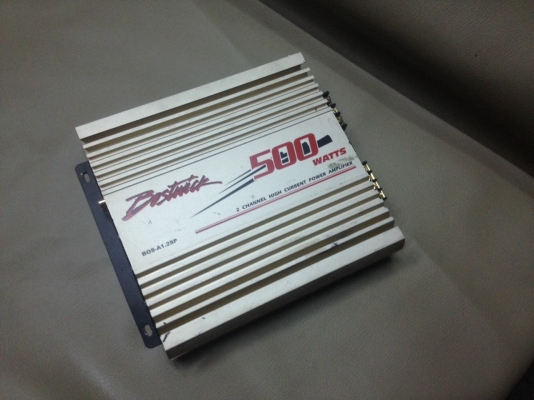 Bostwick
500
WATTS
2 CHANNEL HIGH CURRENT POWER AMPLIFIER
BOS-A1.25P